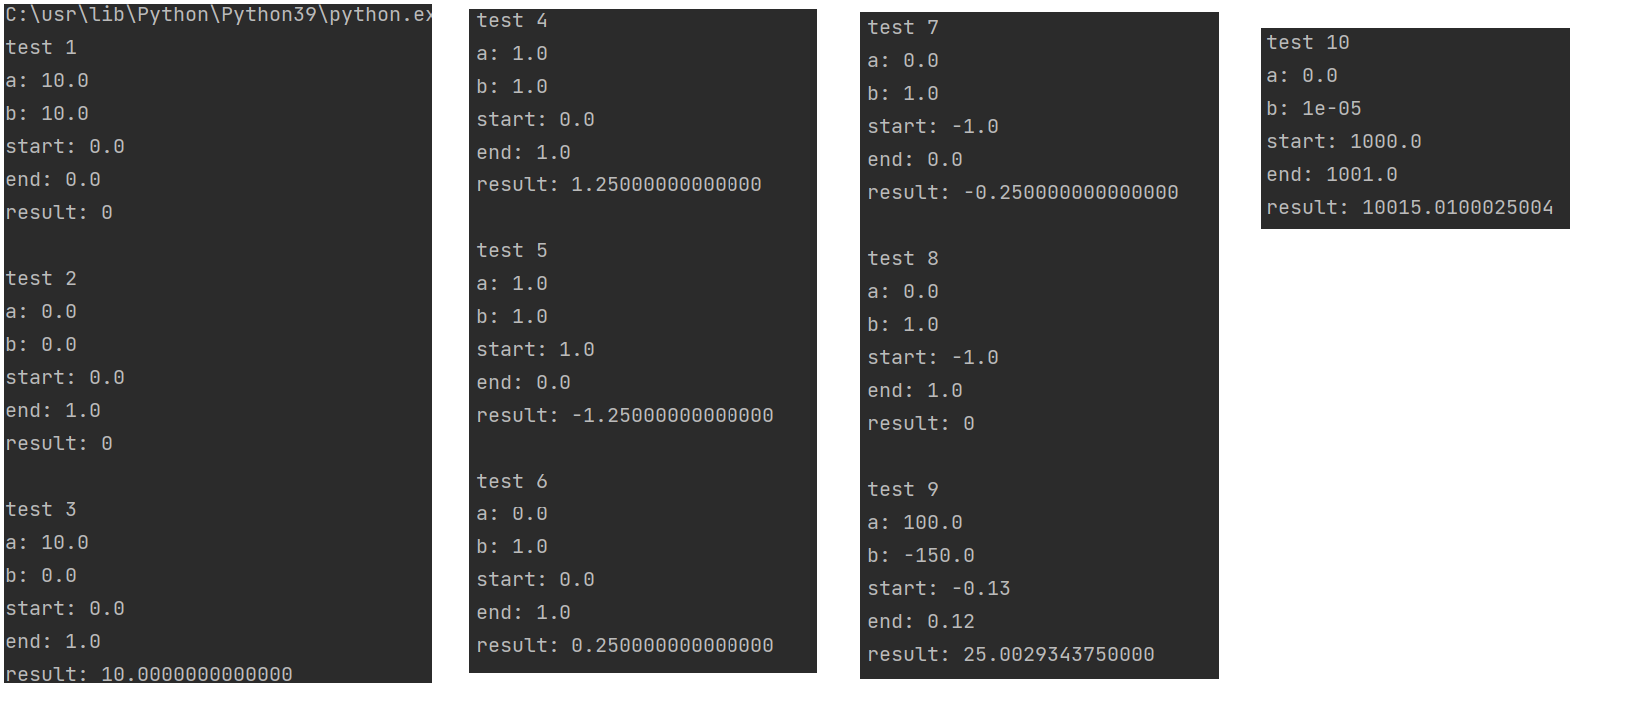 C:\usr\lib\Python\Python39\python.ex
test 1
a: 10.0
b: 10.0
start: 0.0
end: 0.0
result: 0
test 2
a: 0.0
b: 0.0
start: 0.0
end: 1.0
result: 0
test 3
a: 10.0
b: 0.0
start: 0.0
end: 1.0
result: 10.0000000000000
test 4
a: 1.0
b: 1.0
start: 0.0
end: 1.0
result: 1.25000000000000
test 5
a: 1.0
b: 1.0
start: 1.0
end: 0.0
result: -1.25000000000000
test 6
a: 0.0
b: 1.0
start: 0.0
end: 1.0
result: 0.250000000000000
test 7
a: 0.0
b: 1.0
start: -1.0
end: 0.0
result: -0.250000000000000
test 8
a: 0.0
b: 1.0
start: -1.0
end: 1.0
result: 0
test 9
a: 100.0
b: -150.0
start: -0.13
end: 0.12
result: 25.0029343750000
test 10
a: 0.0
b: 1e-05
start: 1000.0
end: 1001.0
result: 10015.0100025004